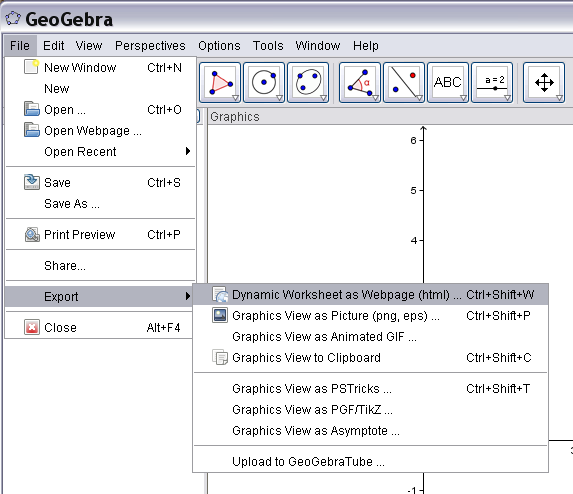 GeoGebra
File Edit View Perspectives Options Tools Window Help
New Window Ctrl+N
New
Open ... Ctrl+O
Open Webpage ...
Open Recent
Save Ctrl+S
Save As ...
Print Preview Ctrl+P
Share...
Export
Close Alt+F4
α ABC a = 2
Graphics
6
5
4
Dynamic Worksheet as Webpage (html) ... Ctrl+Shift+W
Graphics View as Picture (png, eps) ... Ctrl+Shift+P
Graphics View as Animated GIF ...
Graphics View to Clipboard Ctrl+Shift+C
Graphics View as PSTricks ... Ctrl+Shift+T
Graphics View as PGF/TikZ ...
Graphics View as Asymptote ...
Upload to GeoGebraTube ...
-1